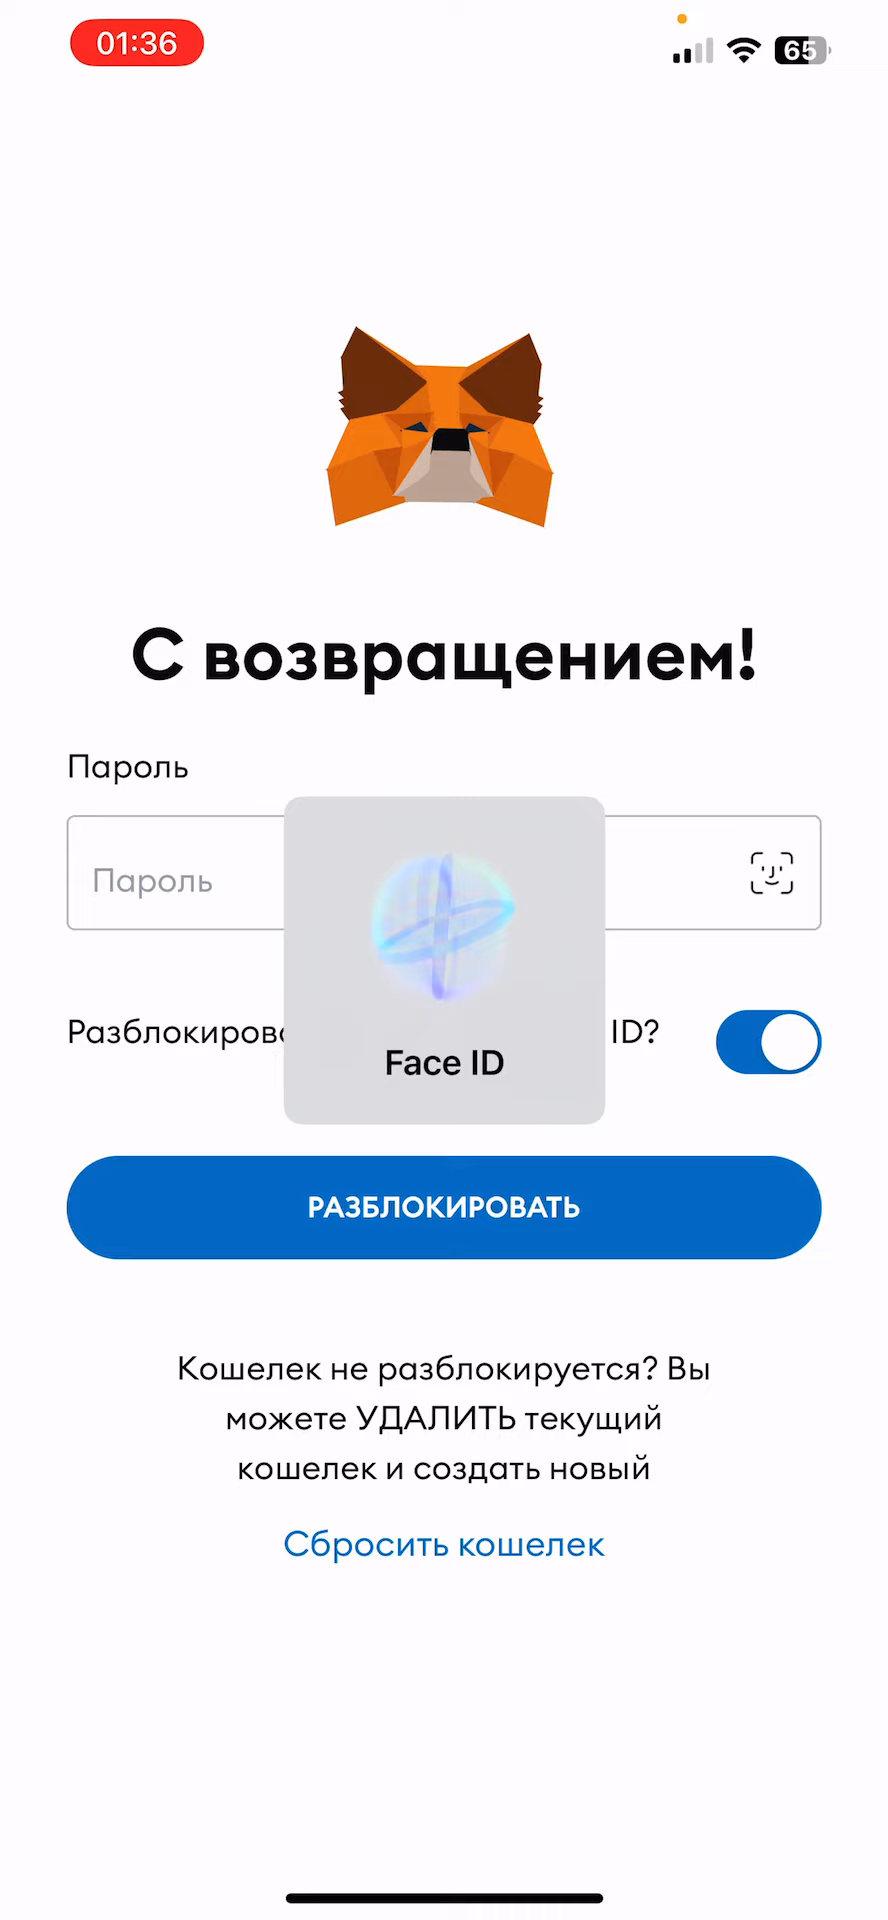 01:36
65
С возвращением!
Пароль
Пароль
ID?
Face ID
РАЗБЛОКИРОВАТЬ
Кошелек не разблокируется? Вы
можете УДАЛИТЬ текущий
кошелек и создать новый
Сбросить кошелек